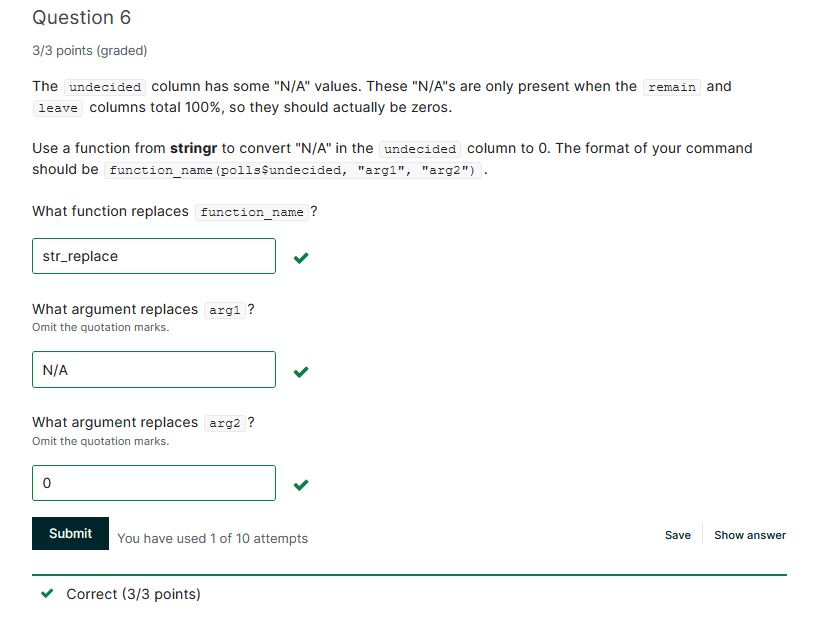 Question 6
3/3 points (graded)
The undecided column has some "N/A" values. These "N/A"s are only present when the remain and
leave columns total 100%, so they should actually be zeros.
Use a function from stringr to convert "N/A" in the undecided column to 0. The format of your command
should be function_name(polls$undecided, "arg1", "arg2") .
What function replaces function_name ?
str_replace
What argument replaces arg1 ?
Omit the quotation marks.
N/A
What argument replaces arg2 ?
Omit the quotation marks.
0
Submit You have used 1 of 10 attempts Save Show answer
Correct (3/3 points)